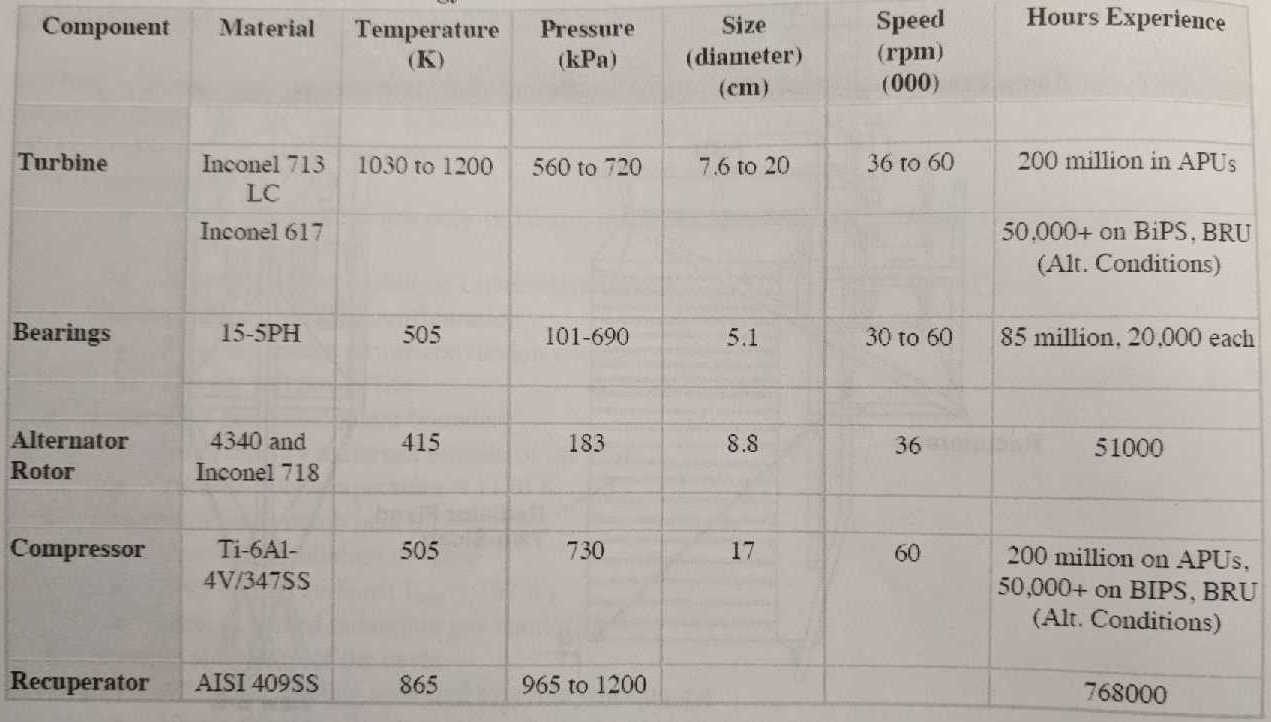 Component Material Temperature (K) Pressure (kPa) Size (diameter) (cm) Speed (rpm) (000) Hours Experience
Turbine Inconel 713 LC 1030 to 1200 560 to 720 7.6 to 20 36 to 60 200 million in APUs
Inconel 617 50,000+ on BiPS, BRU (Alt. Conditions)
Bearings 15-5PH 505 101-690 5.1 30 to 60 85 million, 20,000 each
Alternator Rotor 4340 and Inconel 718 415 183 8.8 36 51000
Compressor Ti-6A1-4V/347SS 505 730 17 60 200 million on APUs, 50,000+ on BIPS, BRU (Alt. Conditions)
Recuperator AISI 409SS 865 965 to 1200 768000